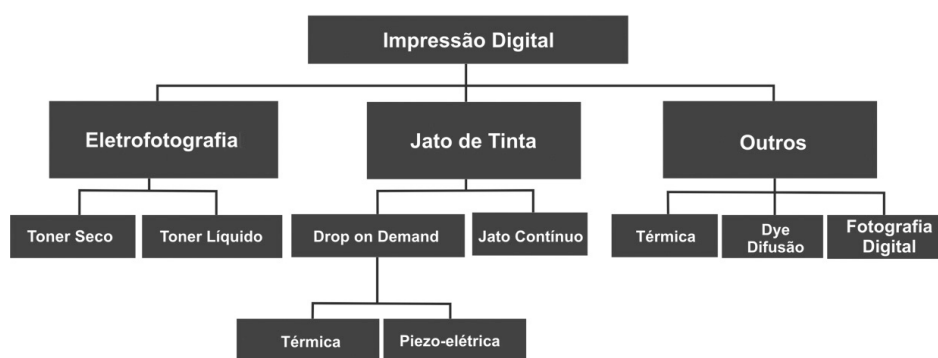 Impressão Digital
Eletrofotografia
Jato de Tinta
Outros
Toner Seco
Toner Líquido
Drop on Demand
Jato Contínuo
Térmica
Dye
Difusão
Fotografia
Digital
Térmica
Piezo-elétrica